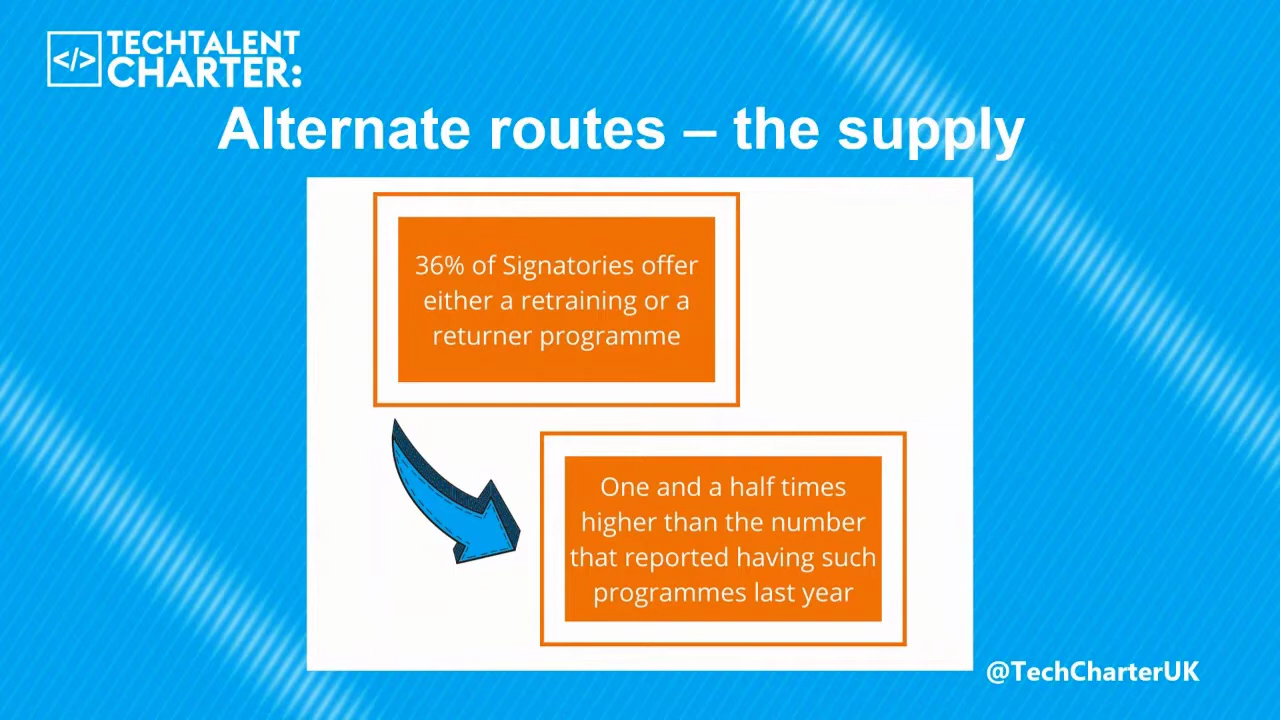 </>
TECHTALENT
CHARTER:
Alternate routes – the supply
36% of Signatories offer
either a retraining or a
returner programme
One and a half times
higher than the number
that reported having such
programmes last year
@TechCharterUK